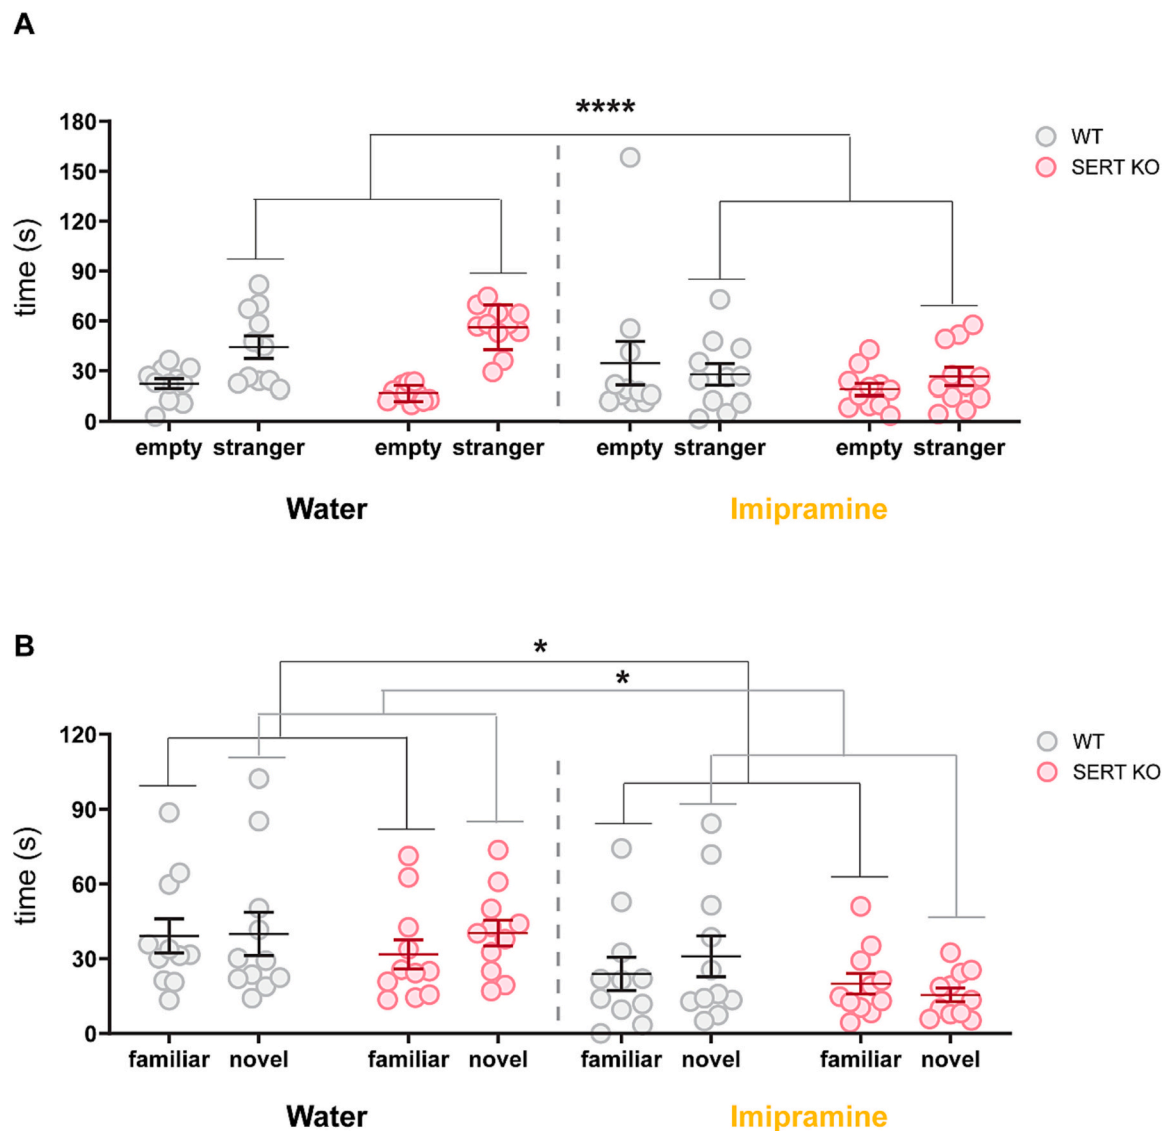 A
****
180
150
120
90
60
30
0
time (s)
WT
SERT KO
empty stranger empty stranger empty stranger empty stranger
Water Imipramine
B
*
*
120
90
60
30
0
time (s)
WT
SERT KO
familiar novel familiar novel familiar novel familiar novel
Water Imipramine